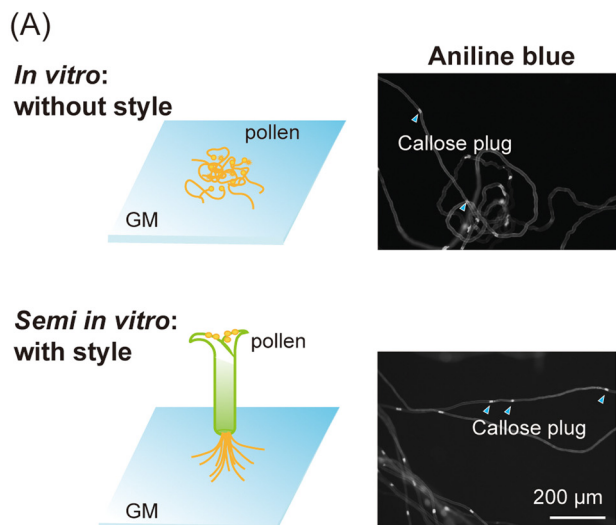 (A)
In vitro:
without style
pollen
GM
Aniline blue
Callose plug
Semi in vitro:
with style
pollen
GM
Callose plug
200 μm